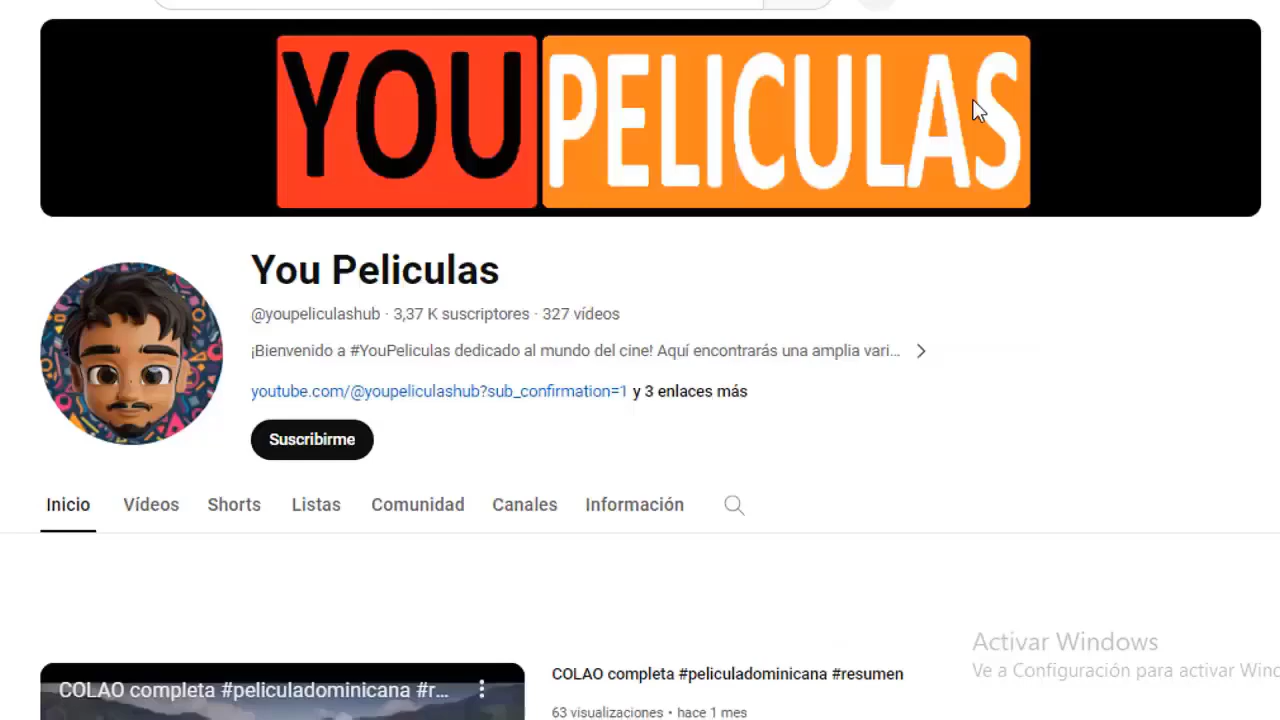 YOU PELICULAS
You Peliculas
@youpeliculashub · 3,37 K suscriptores · 327 vídeos
¡Bienvenido a #YouPeliculas dedicado al mundo del cine! Aquí encontrarás una amplia vari...
youtube.com/@youpeliculashub?sub_confirmation=1 y 3 enlaces más
Suscribirme
Inicio Vídeos Shorts Listas Comunidad Canales Información
Activar Windows
Ve a Configuración para activar Wind
COLAO completa #peliculadominicana #r...
COLAO completa #peliculadominicana #resumen
63 visualizaciones • hace 1 mes